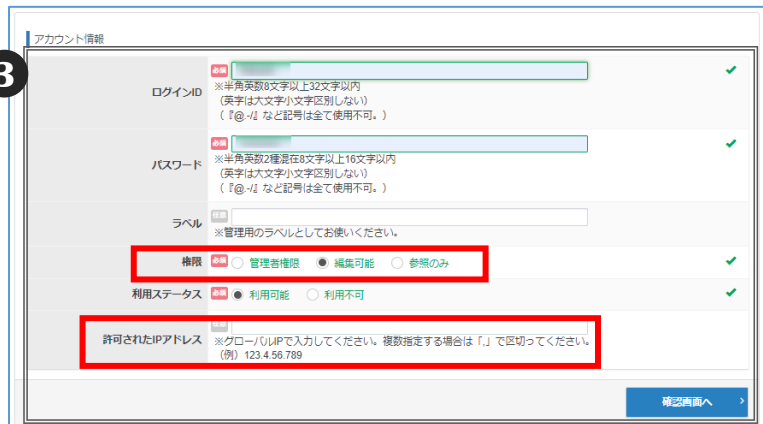 アカウント情報
3
ログインID 必須
※半角英数8文字以上32文字以内
（英字は大文字小文字区別しない）
（『@.-/』など記号は全て使用不可。）
パスワード 必須
※半角英数2種混在8文字以上16文字以内
（英字は大文字小文字区別しない）
（『@.-/』など記号は全て使用不可。）
ラベル 任意
※管理用のラベルとしてお使いください。
権限 必須 管理者権限 編集可能 参照のみ
利用ステータス 必須 利用可能 利用不可
許可されたIPアドレス 任意
※グローバルIPで入力してください。複数指定する場合は「,」で区切ってください。
（例）123.4.56.789
確認画面へ